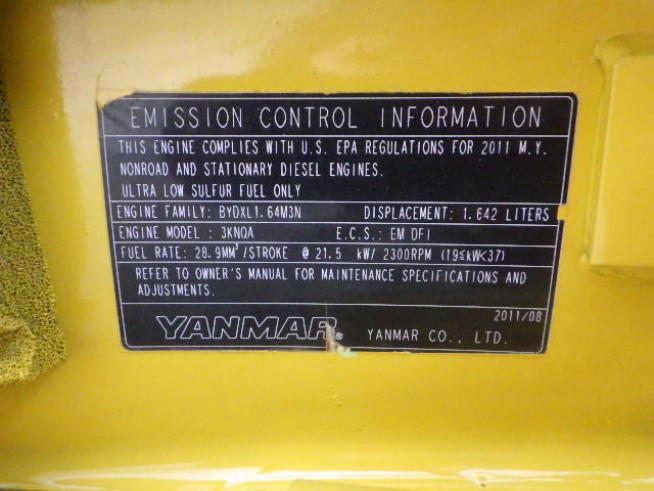 EMISSION CONTROL INFORMATION
THIS ENGINE COMPLIES WITH U.S. EPA REGULATIONS FOR 2011 M.Y.
NONROAD AND STATIONARY DIESEL ENGINES.
ULTRA LOW SULFUR FUEL ONLY
ENGINE FAMILY: BYDXL1.64M3N DISPLACEMENT: 1.642 LITERS
ENGINE MODEL : 3KNQA E.C.S.: EM DFI
FUEL RATE: 28.9MM³/STROKE @ 21.5 kW/ 2300RPM (19≤kW<37)
REFER TO OWNER'S MANUAL FOR MAINTENANCE SPECIFICATIONS AND
ADJUSTMENTS.
2011/08
YANMAR® YANMAR CO., LTD.